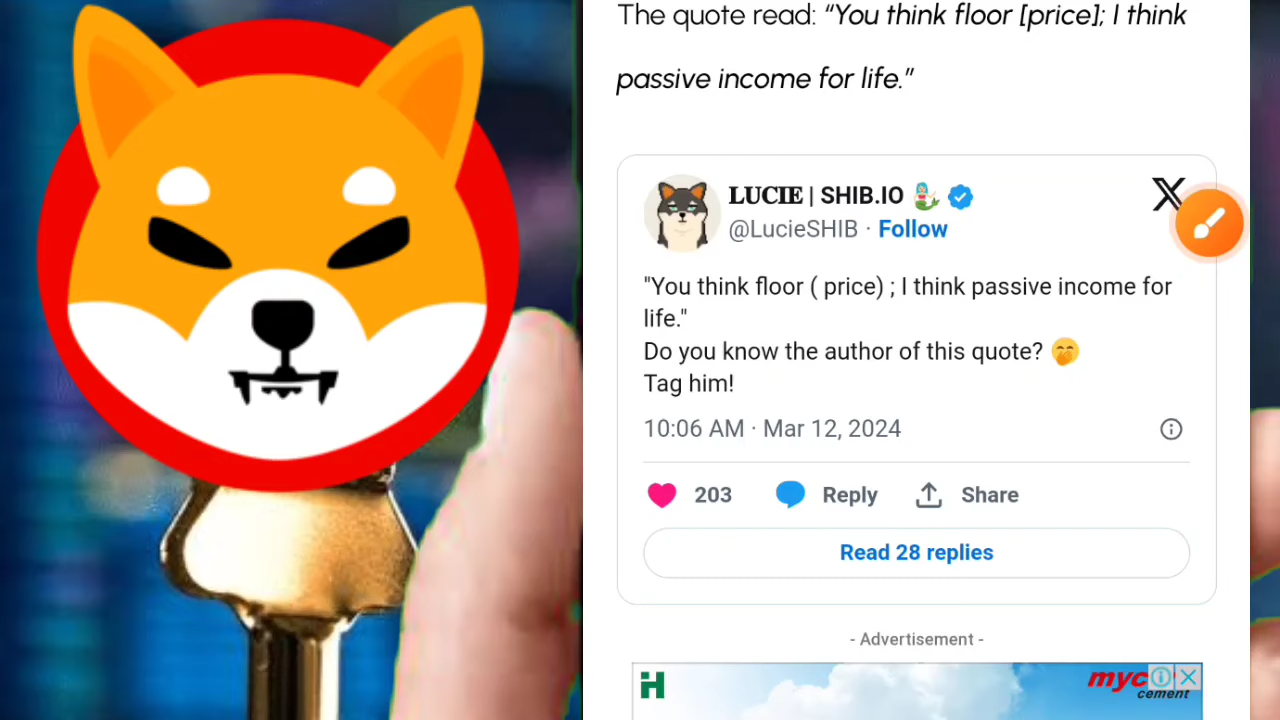 The quote read: “You think floor [price]; I think
passive income for life.”
𝐋𝐔𝐂𝐈𝐄 | SHIB.IO
@LucieSHIB · Follow
"You think floor ( price) ; I think passive income for
life."
Do you know the author of this quote? 🤭
Tag him!
10:06 AM · Mar 12, 2024
203 Reply Share
Read 28 replies
- Advertisement -
H myc
cement